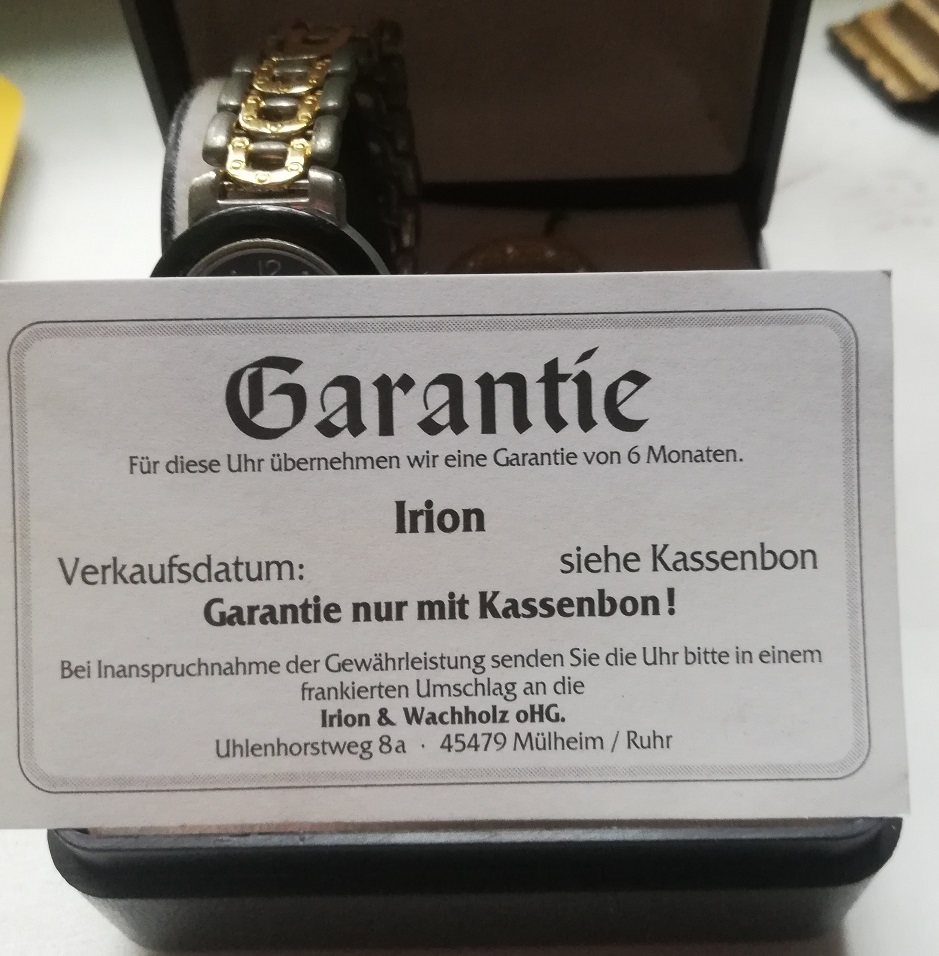 12
Garantie
Für diese Uhr übernehmen wir eine Garantie von 6 Monaten.
Irion
Verkaufsdatum: siehe Kassenbon
Garantie nur mit Kassenbon!
Bei Inanspruchnahme der Gewährleistung senden Sie die Uhr bitte in einem
frankierten Umschlag an die
Irion & Wachholz oHG.
Uhlenhorstweg 8a · 45479 Mülheim / Ruhr